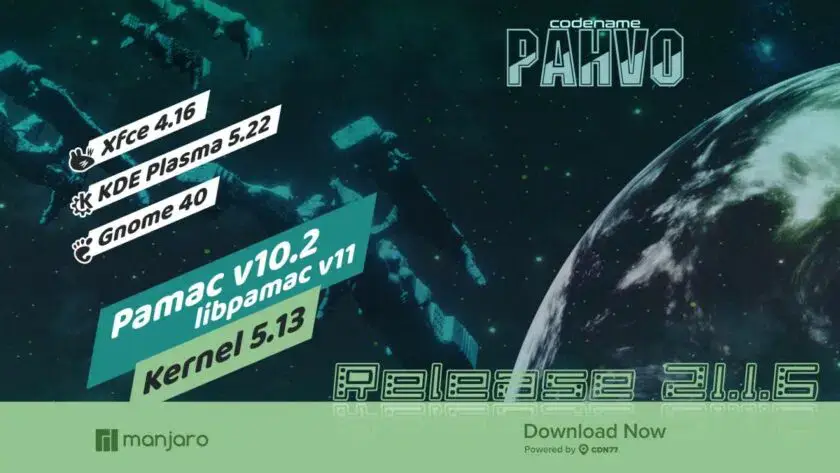 codename
PAHVO
Xfce 4.16
KDE Plasma 5.22
Gnome 40
Pamac v10.2
libpamac v11
Kernel 5.13
Release 21.1.6
manjaro
Download Now
Powered by CDN77